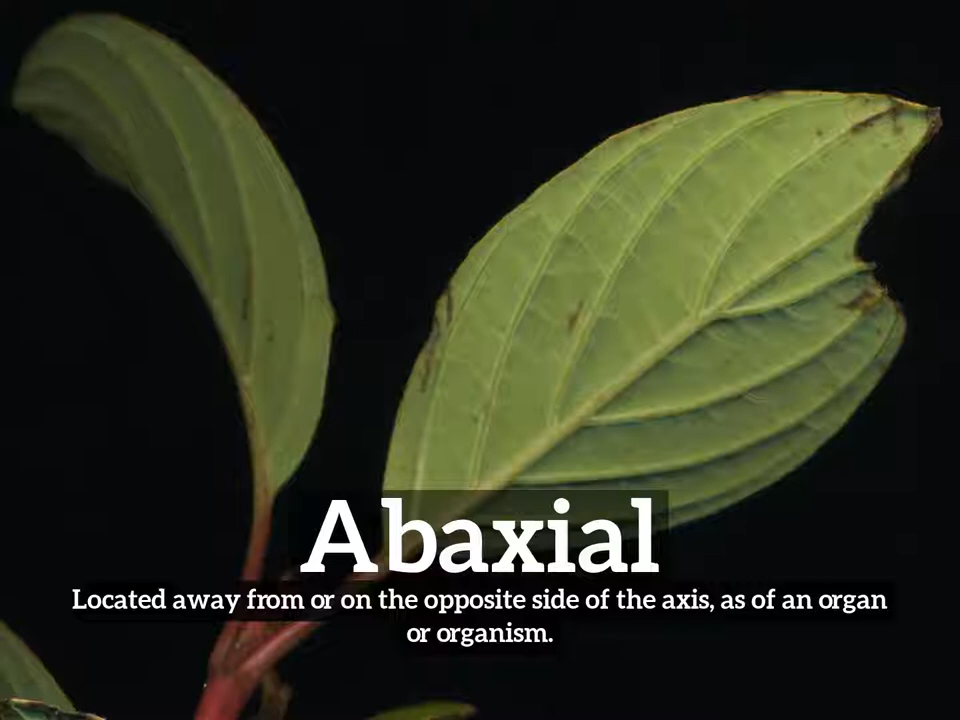 Abaxial
Located away from or on the opposite side of the axis, as of an organ
or organism.